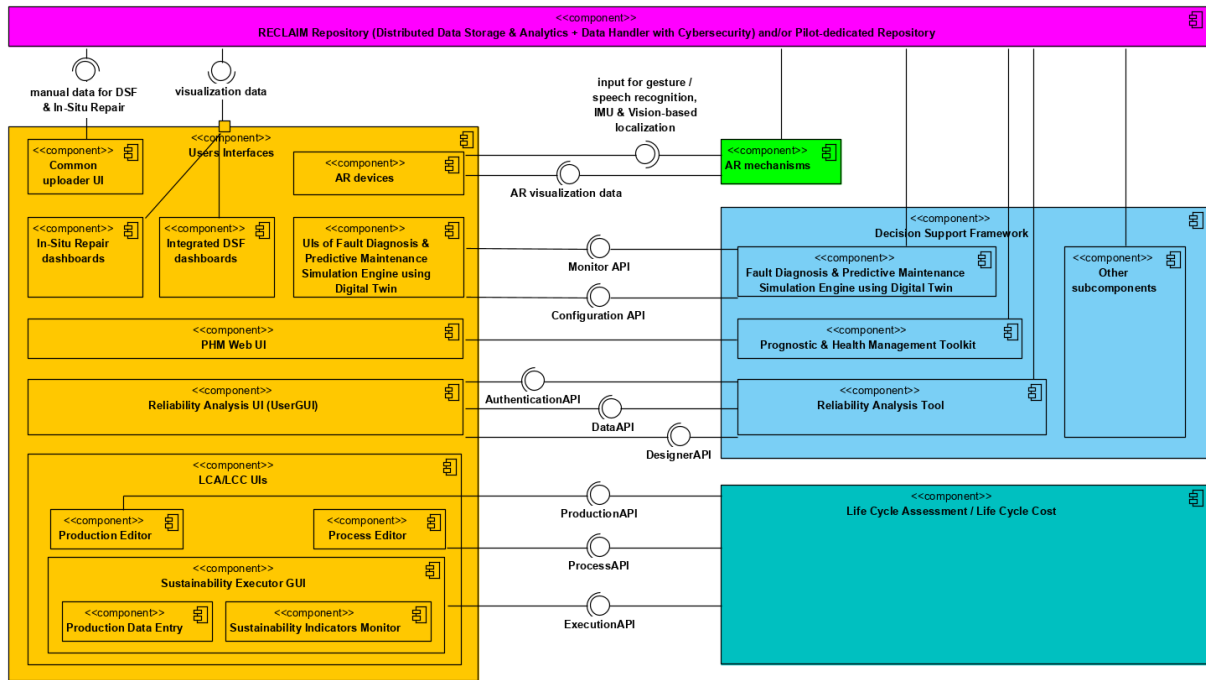 <<component>>
RECLAIM Repository (Distributed Data Storage & Analytics + Data Handler with Cybersecurity) and/or Pilot-dedicated Repository
manual data for DSF
& In-Situ Repair
visualization data
input for gesture /
speech recognition,
IMU & Vision-based
localization
<<component>>
Users Interfaces
<<component>>
Common
uploader UI
<<component>>
AR devices
<<component>>
AR mechanisms
AR visualization data
<<component>>
In-Situ Repair
dashboards
<<component>>
Integrated DSF
dashboards
<<component>>
UIs of Fault Diagnosis &
Predictive Maintenance
Simulation Engine using
Digital Twin
Monitor API
Configuration API
<<component>>
Decision Support Framework
<<component>>
Fault Diagnosis & Predictive Maintenance
Simulation Engine using Digital Twin
<<component>>
Other
subcomponents
<<component>>
PHM Web UI
<<component>>
Prognostic & Health Management Toolkit
<<component>>
Reliability Analysis UI (UserGUI)
AuthenticationAPI
DataAPI
DesignerAPI
<<component>>
Reliability Analysis Tool
<<component>>
LCA/LCC UIs
<<component>>
Production Editor
<<component>>
Process Editor
ProductionAPI
ProcessAPI
ExecutionAPI
<<component>>
Life Cycle Assessment / Life Cycle Cost
<<component>>
Sustainability Executor GUI
<<component>>
Production Data Entry
<<component>>
Sustainability Indicators Monitor